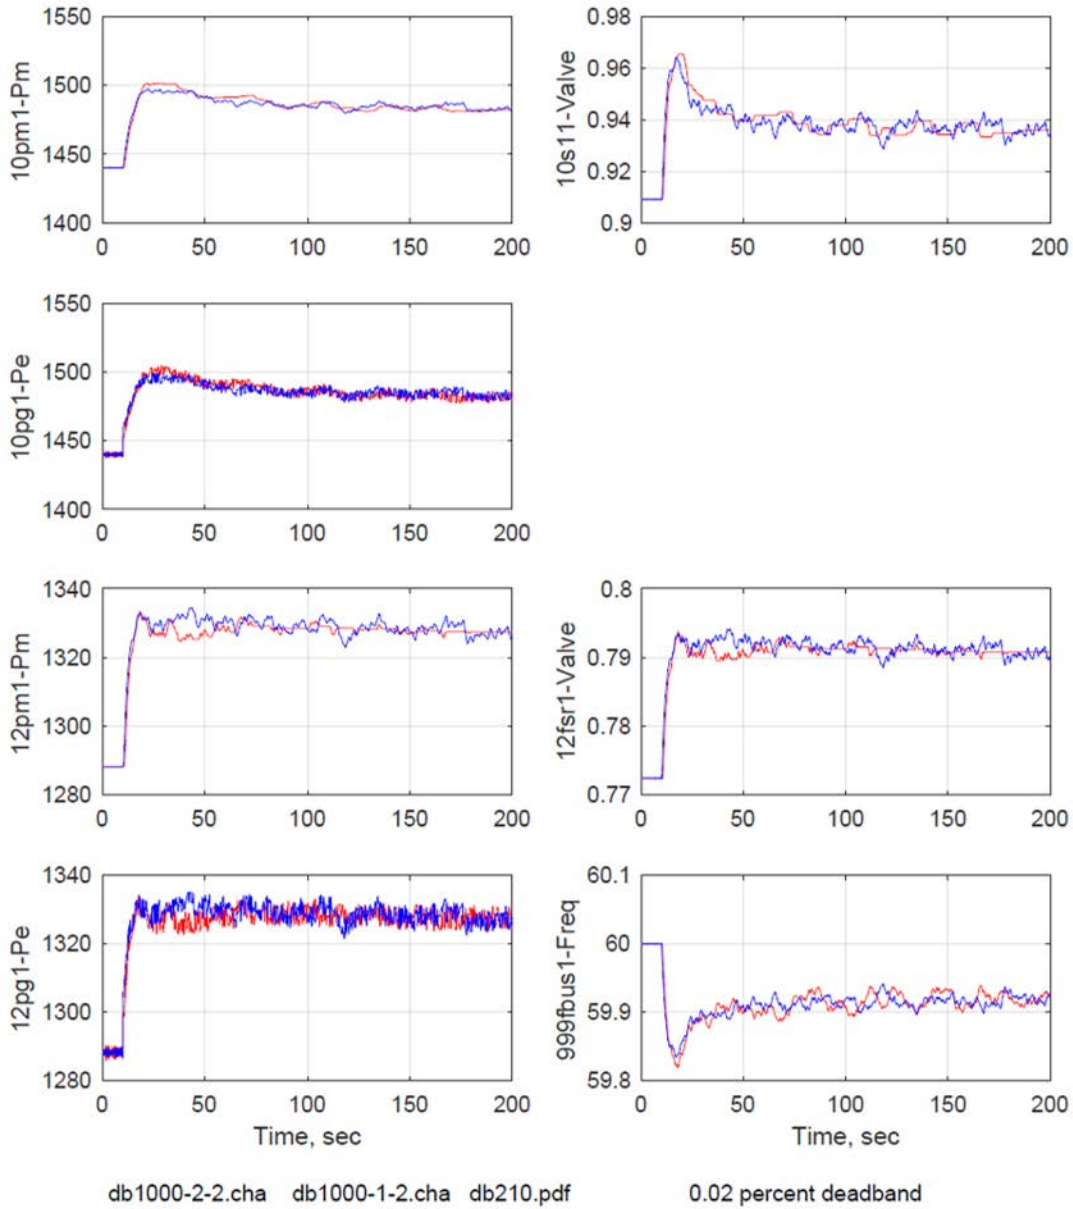 1550
1500
1450
1400
10pm1-Pm
0 50 100 150 200
0.98
0.96
0.94
0.92
0.9
10s11-Valve
0 50 100 150 200
1550
1500
1450
1400
10pg1-Pe
0 50 100 150 200
1340
1320
1300
1280
12pm1-Pm
0 50 100 150 200
0.8
0.79
0.78
0.77
12fsr1-Valve
0 50 100 150 200
1340
1320
1300
1280
12pg1-Pe
0 50 100 150 200
Time, sec
60.1
60
59.9
59.8
999fbus1-Freq
0 50 100 150 200
Time, sec
db1000-2-2.cha db1000-1-2.cha db210.pdf 0.02 percent deadband